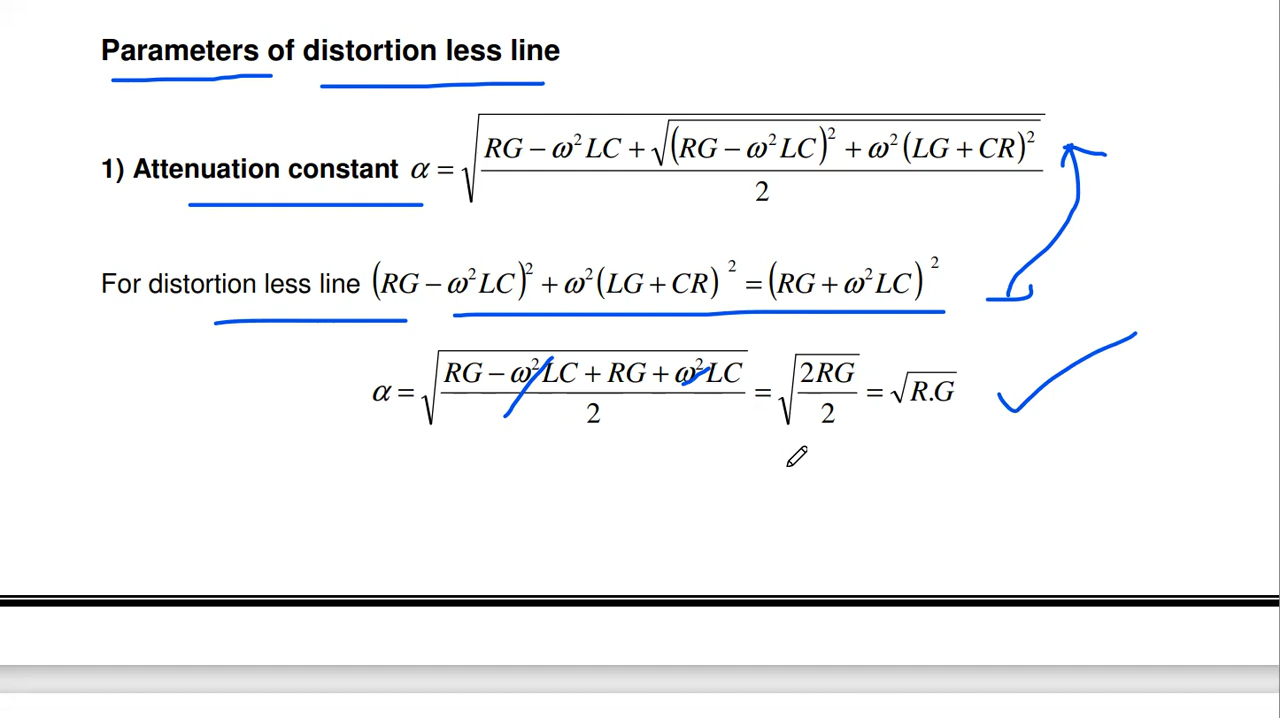 Parameters of distortion less line
1) Attenuation constant α = √((RG − ω²LC + √((RG − ω²LC)² + ω²(LG + CR)²)) / 2)
For distortion less line (RG − ω²LC)² + ω²(LG + CR)² = (RG + ω²LC)²
α = √((RG − ω²LC + RG + ω²LC) / 2) = √(2RG / 2) = √R.G